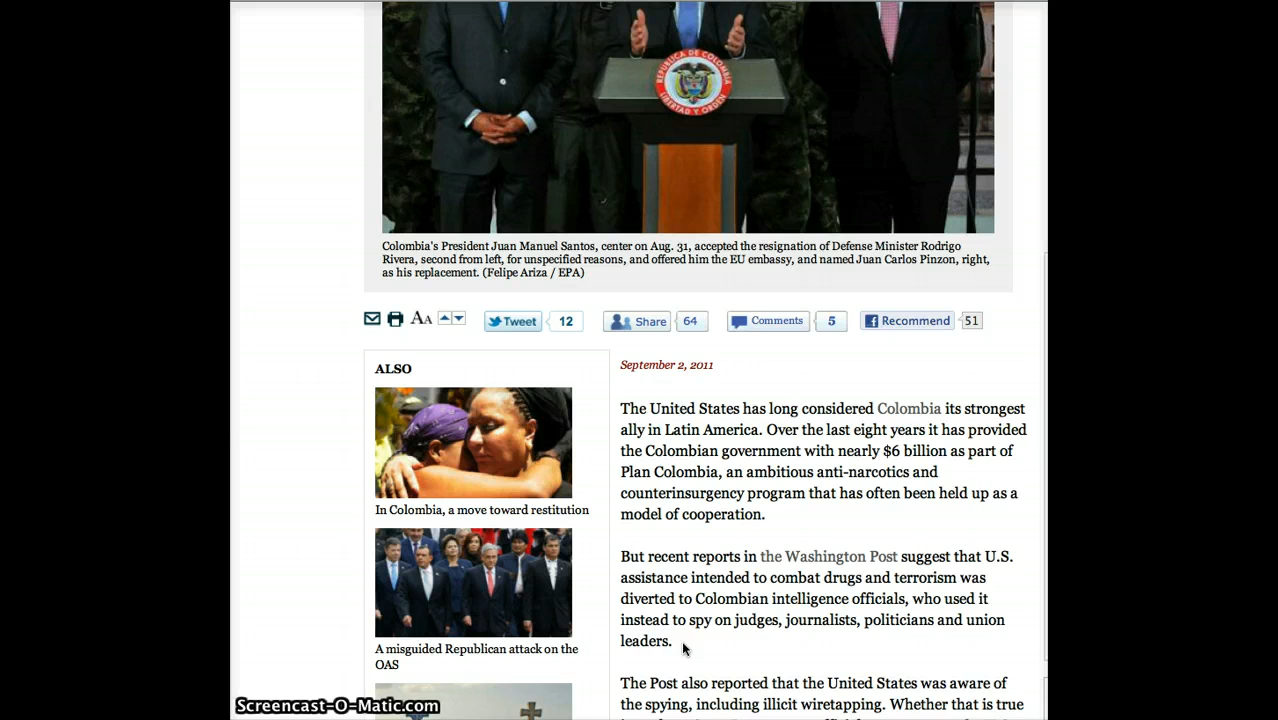 REPUBLICA DE COLOMBIA
LIBERTAD Y ORDEN
Colombia's President Juan Manuel Santos, center on Aug. 31, accepted the resignation of Defense Minister Rodrigo
Rivera, second from left, for unspecified reasons, and offered him the EU embassy, and named Juan Carlos Pinzon, right,
as his replacement. (Felipe Ariza / EPA)
AA Tweet 12 Share 64 Comments 5 Recommend 51
ALSO
In Colombia, a move toward restitution
A misguided Republican attack on the
OAS
September 2, 2011
The United States has long considered Colombia its strongest
ally in Latin America. Over the last eight years it has provided
the Colombian government with nearly $6 billion as part of
Plan Colombia, an ambitious anti-narcotics and
counterinsurgency program that has often been held up as a
model of cooperation.
But recent reports in the Washington Post suggest that U.S.
assistance intended to combat drugs and terrorism was
diverted to Colombian intelligence officials, who used it
instead to spy on judges, journalists, politicians and union
leaders.
The Post also reported that the United States was aware of
the spying, including illicit wiretapping. Whether that is true
Screencast-O-Matic.com